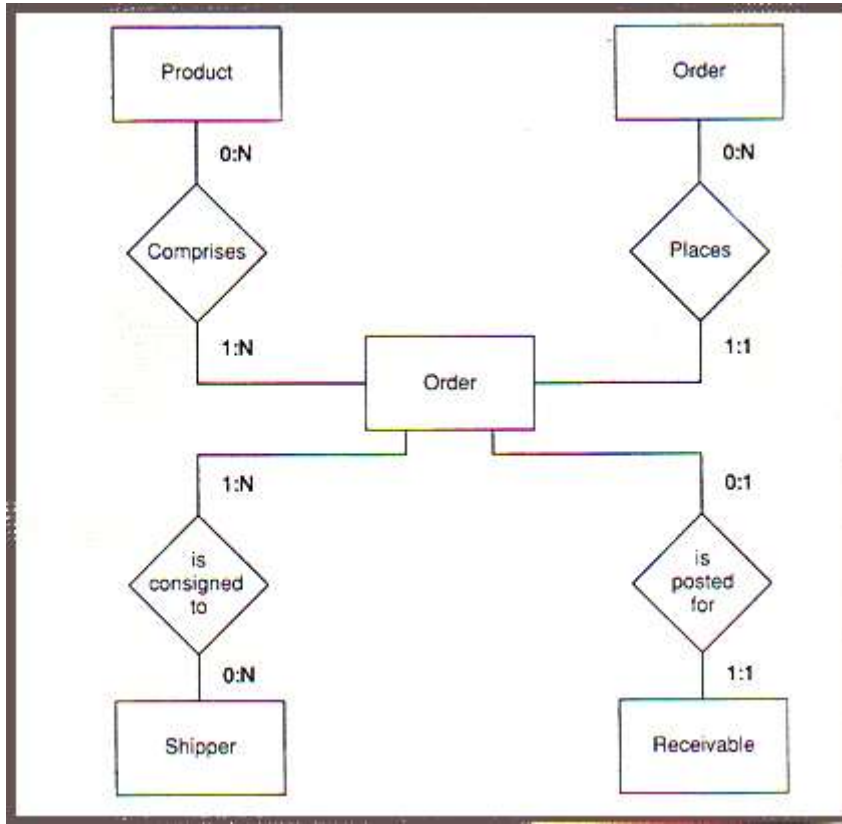 Product
Order
0:N
0:N
Comprises
Places
1:N
1:1
Order
1:N
0:1
is
consigned
to
is
posted
for
0:N
1:1
Shipper
Receivable